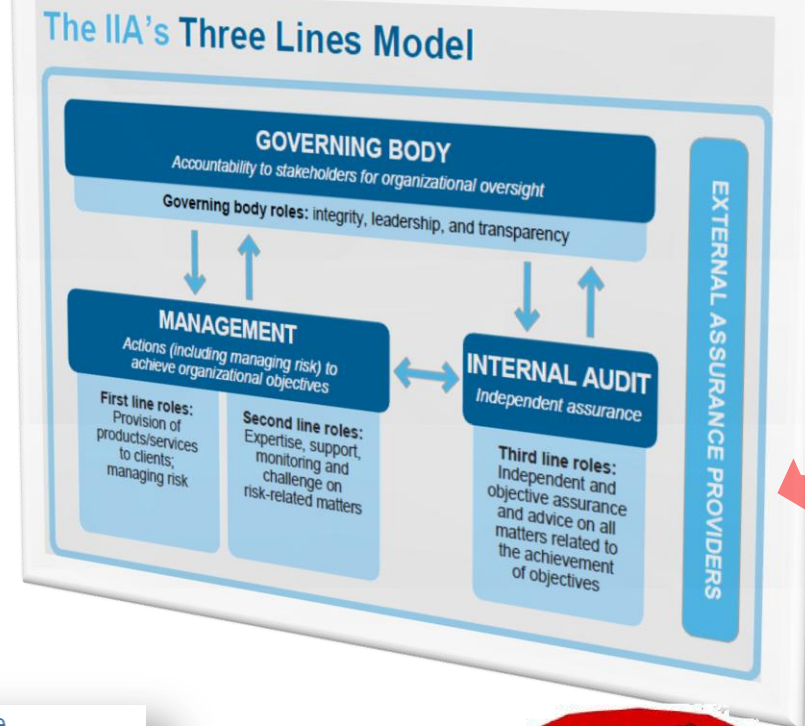 The IIA's Three Lines Model
GOVERNING BODY
Accountability to stakeholders for organizational oversight
Governing body roles: integrity, leadership, and transparency
MANAGEMENT
Actions (including managing risk) to
achieve organizational objectives
First line roles:
Provision of
products/services
to clients;
managing risk
Second line roles:
Expertise, support,
monitoring and
challenge on
risk-related matters
INTERNAL AUDIT
Independent assurance
Third line roles:
Independent and
objective assurance
and advice on all
matters related to
the achievement
of objectives
EXTERNAL ASSURANCE PROVIDERS